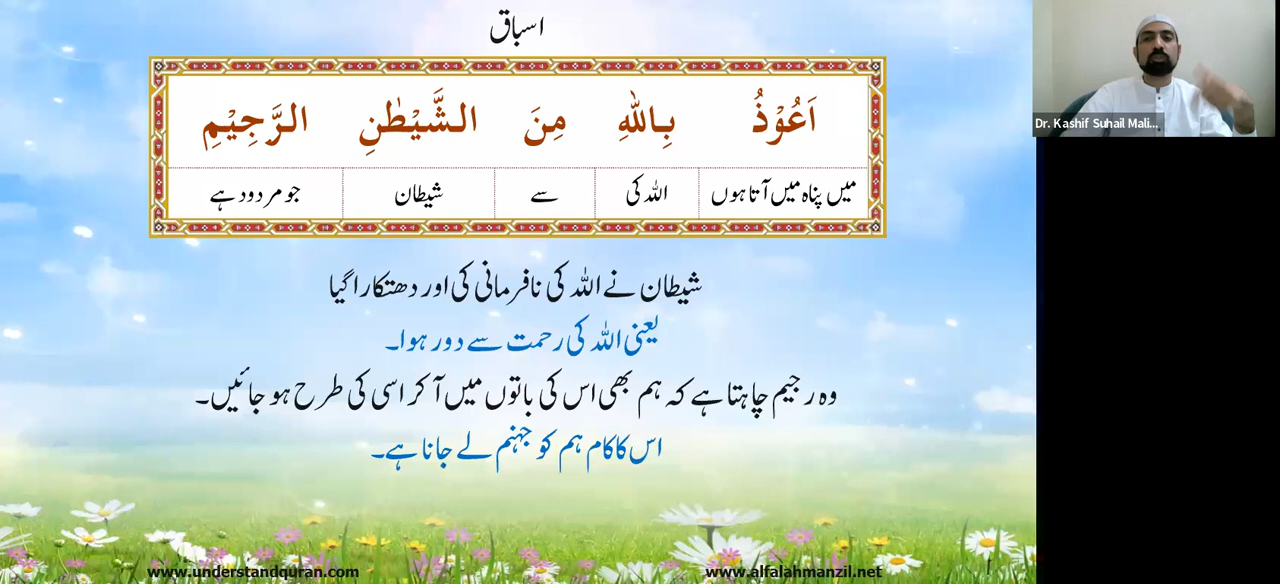 اسباق
اَعُوْذُ بِاللّٰهِ مِنَ الشَّيْطٰنِ الرَّجِيْمِ
میں پناہ میں آتا ہوں اللہ کی سے شیطان جو مردود ہے
شیطان نے اللہ کی نافرمانی کی اور دھتکارا گیا
یعنی اللہ کی رحمت سے دور ہوا۔
وہ رجیم چاہتا ہے کہ ہم بھی اس کی باتوں میں آ کر اسی کی طرح ہو جائیں۔
اس کا کام ہم کو جہنم لے جانا ہے۔
www.understandquran.com
www.alfalahmanzil.net
Dr. Kashif Suhail Mali...